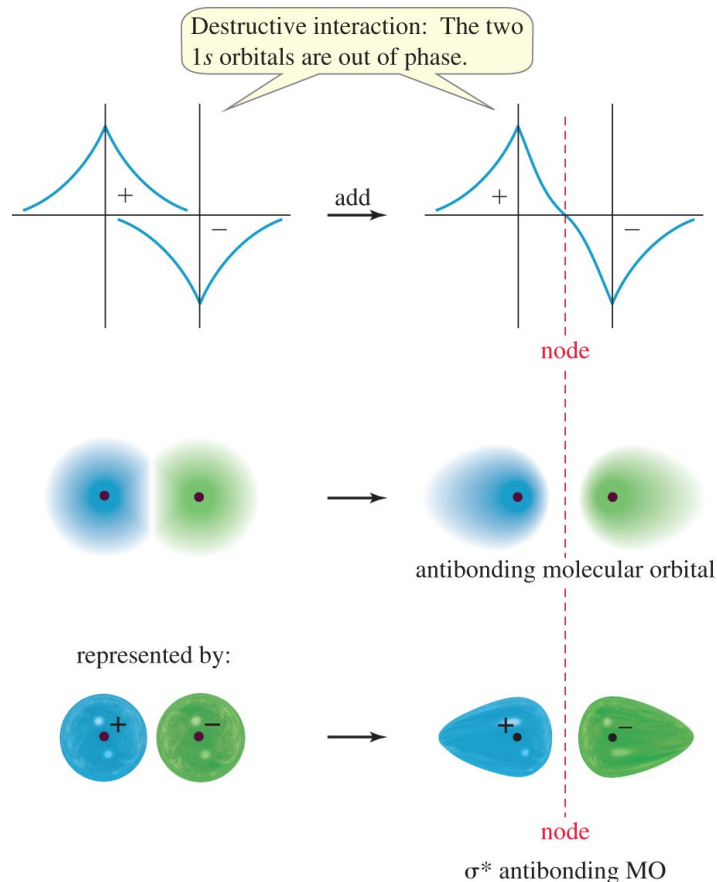 Destructive interaction:  The two
1s orbitals are out of phase.
+
−
add
+
−
node
antibonding molecular orbital
represented by:
+
−
+
−
node
σ* antibonding MO